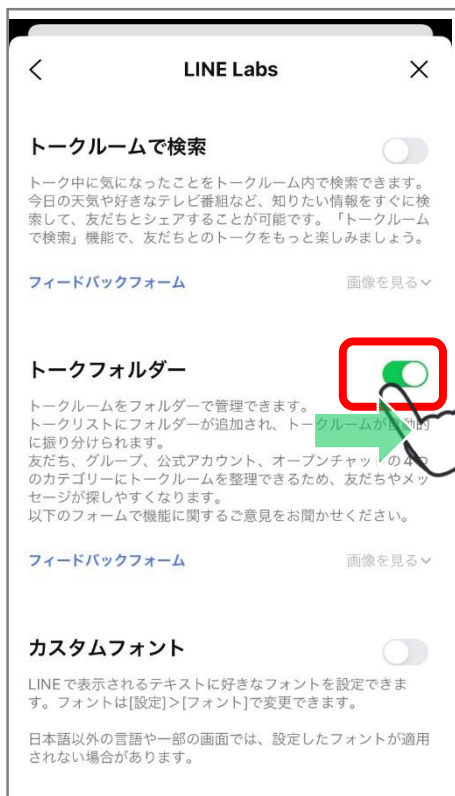 LINE Labs
トークルームで検索
トーク中に気になったことをトークルーム内で検索できます。
今日の天気や好きなテレビ番組など、知りたい情報をすぐに検
索して、友だちとシェアすることが可能です。「トークルーム
で検索」機能で、友だちとのトークをもっと楽しみましょう。
フィードバックフォーム 画像を見る
トークフォルダー
トークルームをフォルダーで管理できます。
トークリストにフォルダーが追加され、トークルームが自動的
に振り分けられます。
友だち、グループ、公式アカウント、オープンチャットの4つ
のカテゴリーにトークルームを整理できるため、友だちやメッ
セージが探しやすくなります。
以下のフォームで機能に関するご意見をお聞かせください。
フィードバックフォーム 画像を見る
カスタムフォント
LINEで表示されるテキストに好きなフォントを設定できま
す。フォントは[設定]>[フォント]で変更できます。
日本語以外の言語や一部の画面では、設定したフォントが適用
されない場合があります。